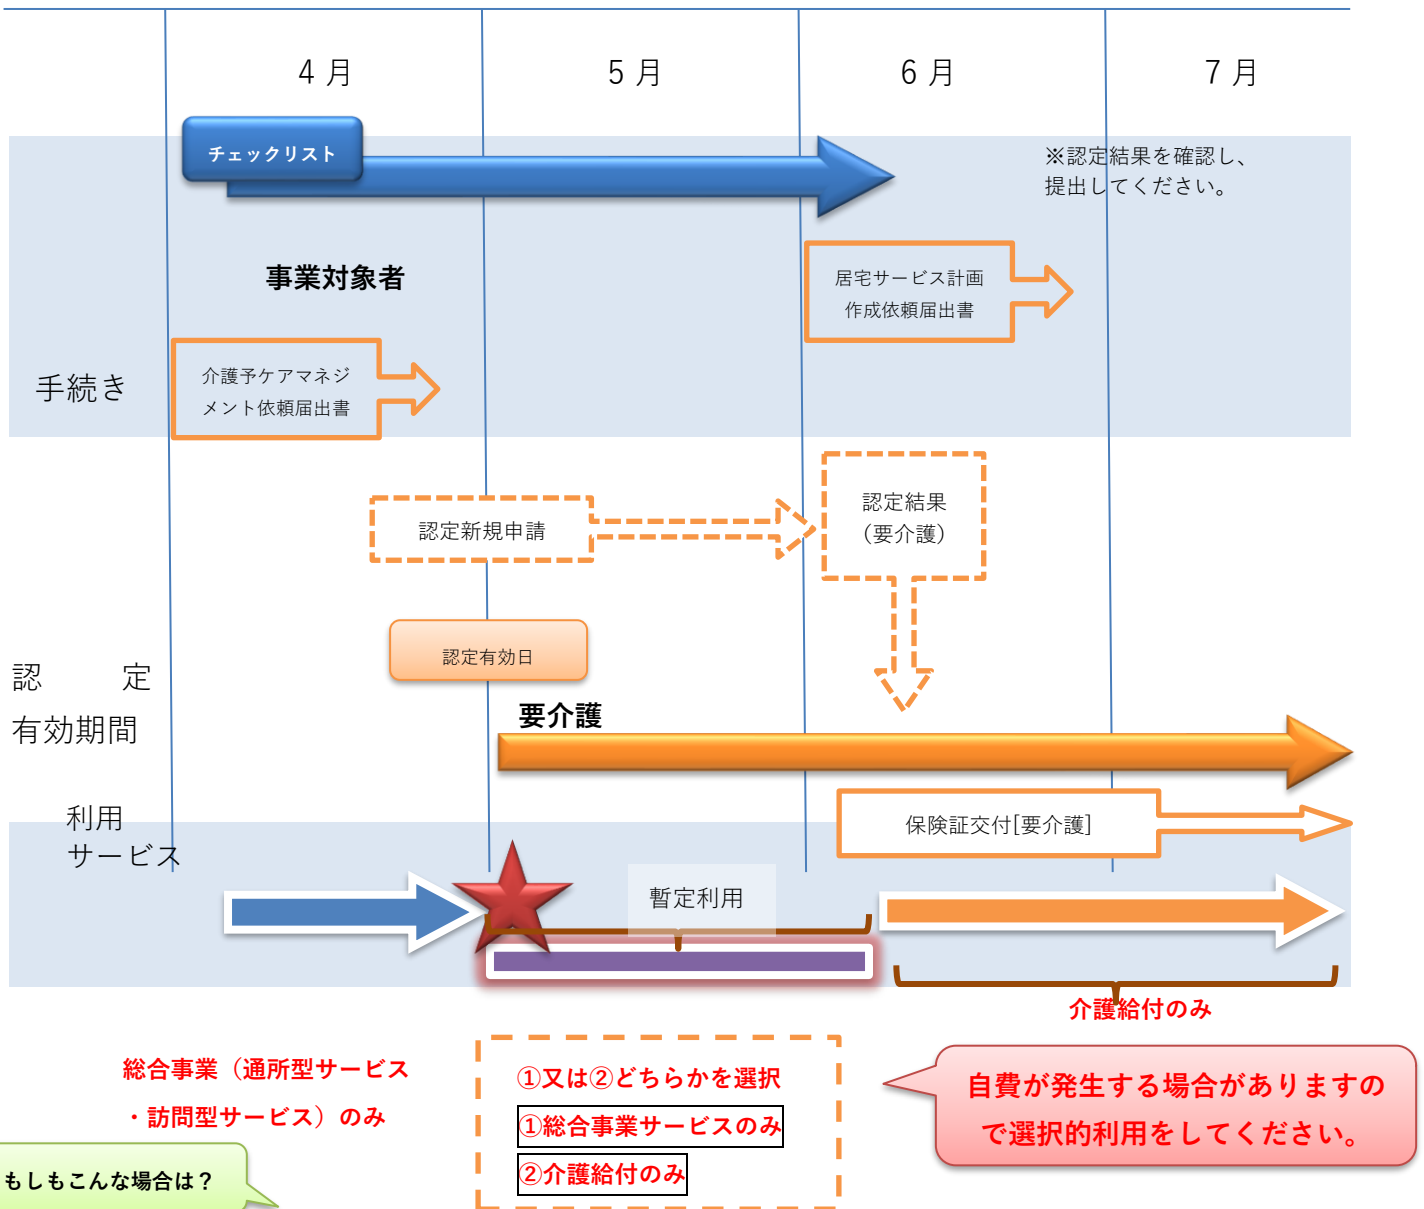 4 月
5 月
6 月
7 月
チェックリスト
※認定結果を確認し、
提出してください。
事業対象者
居宅サービス計画
作成依頼届出書
手続き
介護予ケアマネジ
メント依頼届出書
認定新規申請
認定結果
（要介護）
認定有効日
認　　定
有効期間
要介護
利用
サービス
保険証交付[要介護]
暫定利用
介護給付のみ
総合事業（通所型サービス
・訪問型サービス）のみ
①又は②どちらかを選択
①総合事業サービスのみ
②介護給付のみ
自費が発生する場合がありますの
で選択的利用をしてください。
もしもこんな場合は？